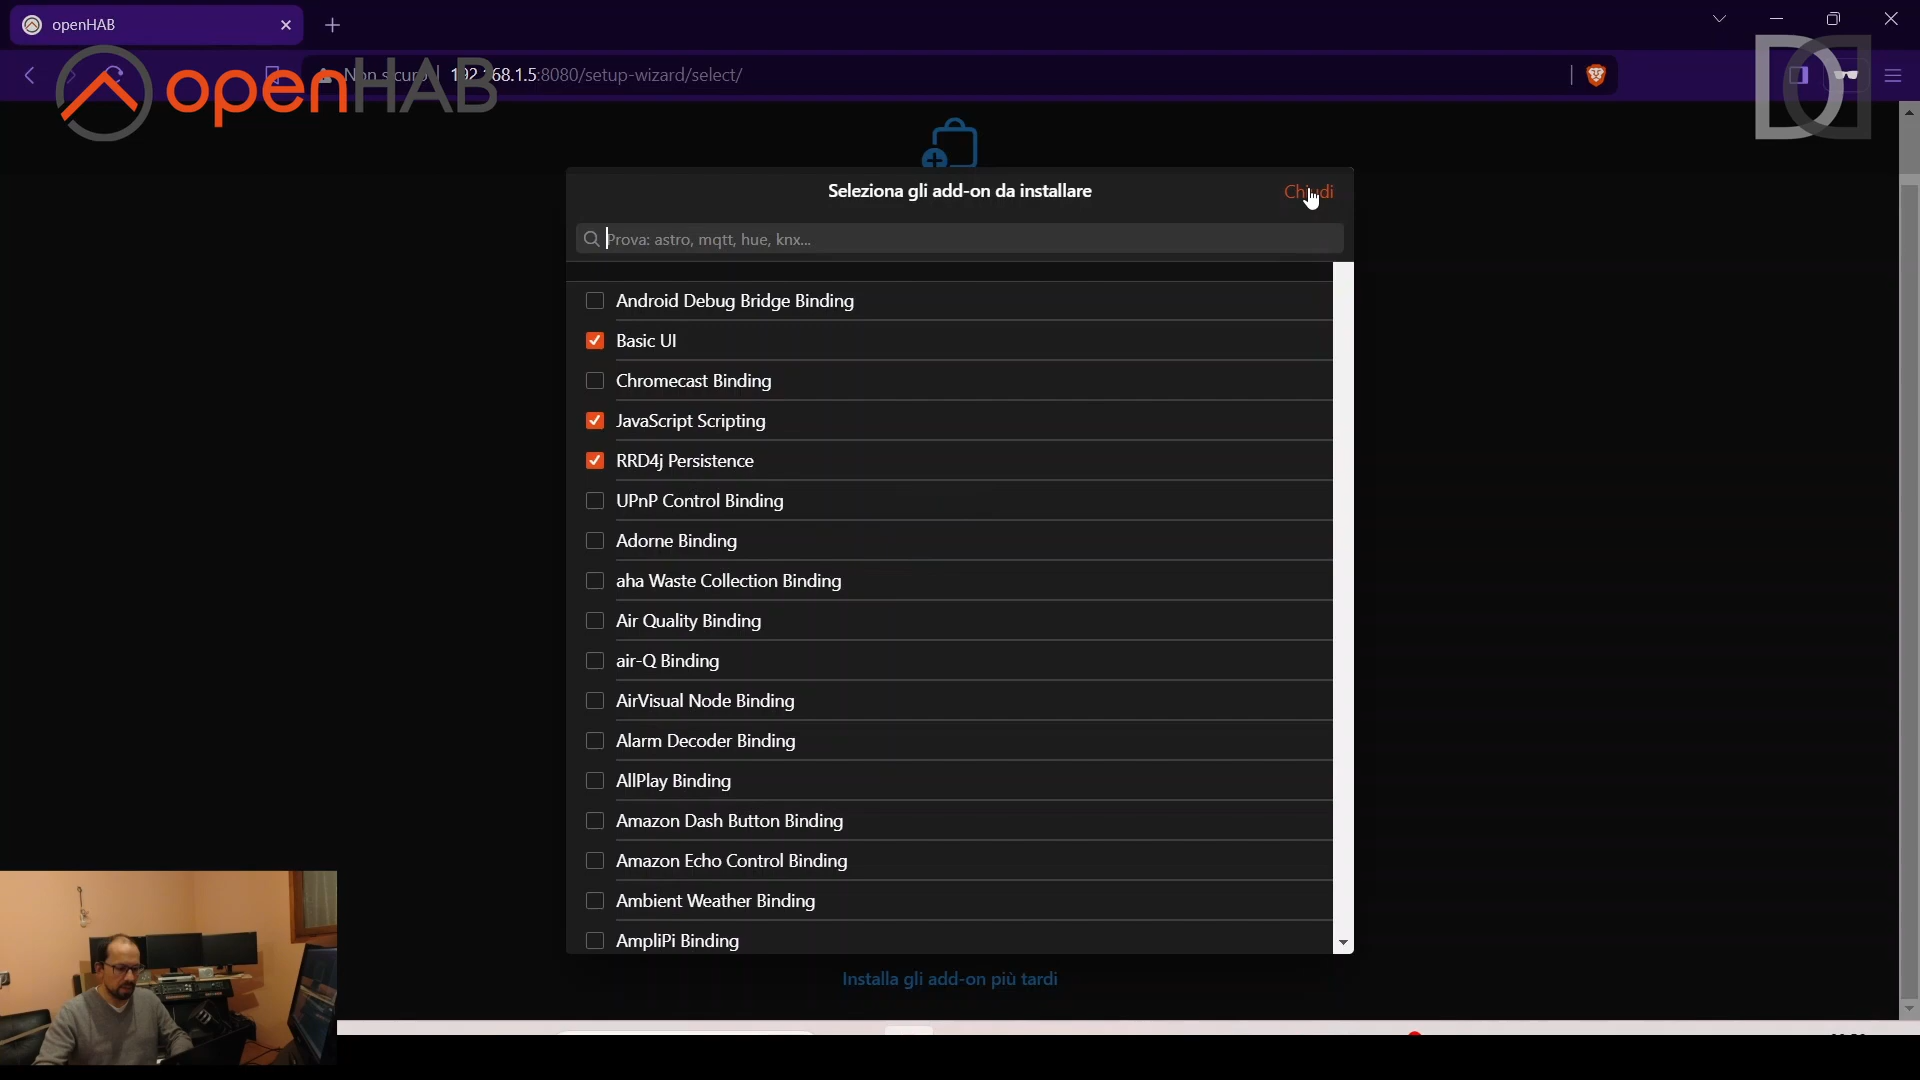 openHAB
openHAB
192.168.1.5:8080/setup-wizard/select/
Seleziona gli add-on da installare
Chiudi
Prova: astro, mqtt, hue, knx...
Android Debug Bridge Binding
Basic UI
Chromecast Binding
JavaScript Scripting
RRD4j Persistence
UPnP Control Binding
Adorne Binding
aha Waste Collection Binding
Air Quality Binding
air-Q Binding
AirVisual Node Binding
Alarm Decoder Binding
AllPlay Binding
Amazon Dash Button Binding
Amazon Echo Control Binding
Ambient Weather Binding
AmpliPi Binding
Installa gli add-on più tardi